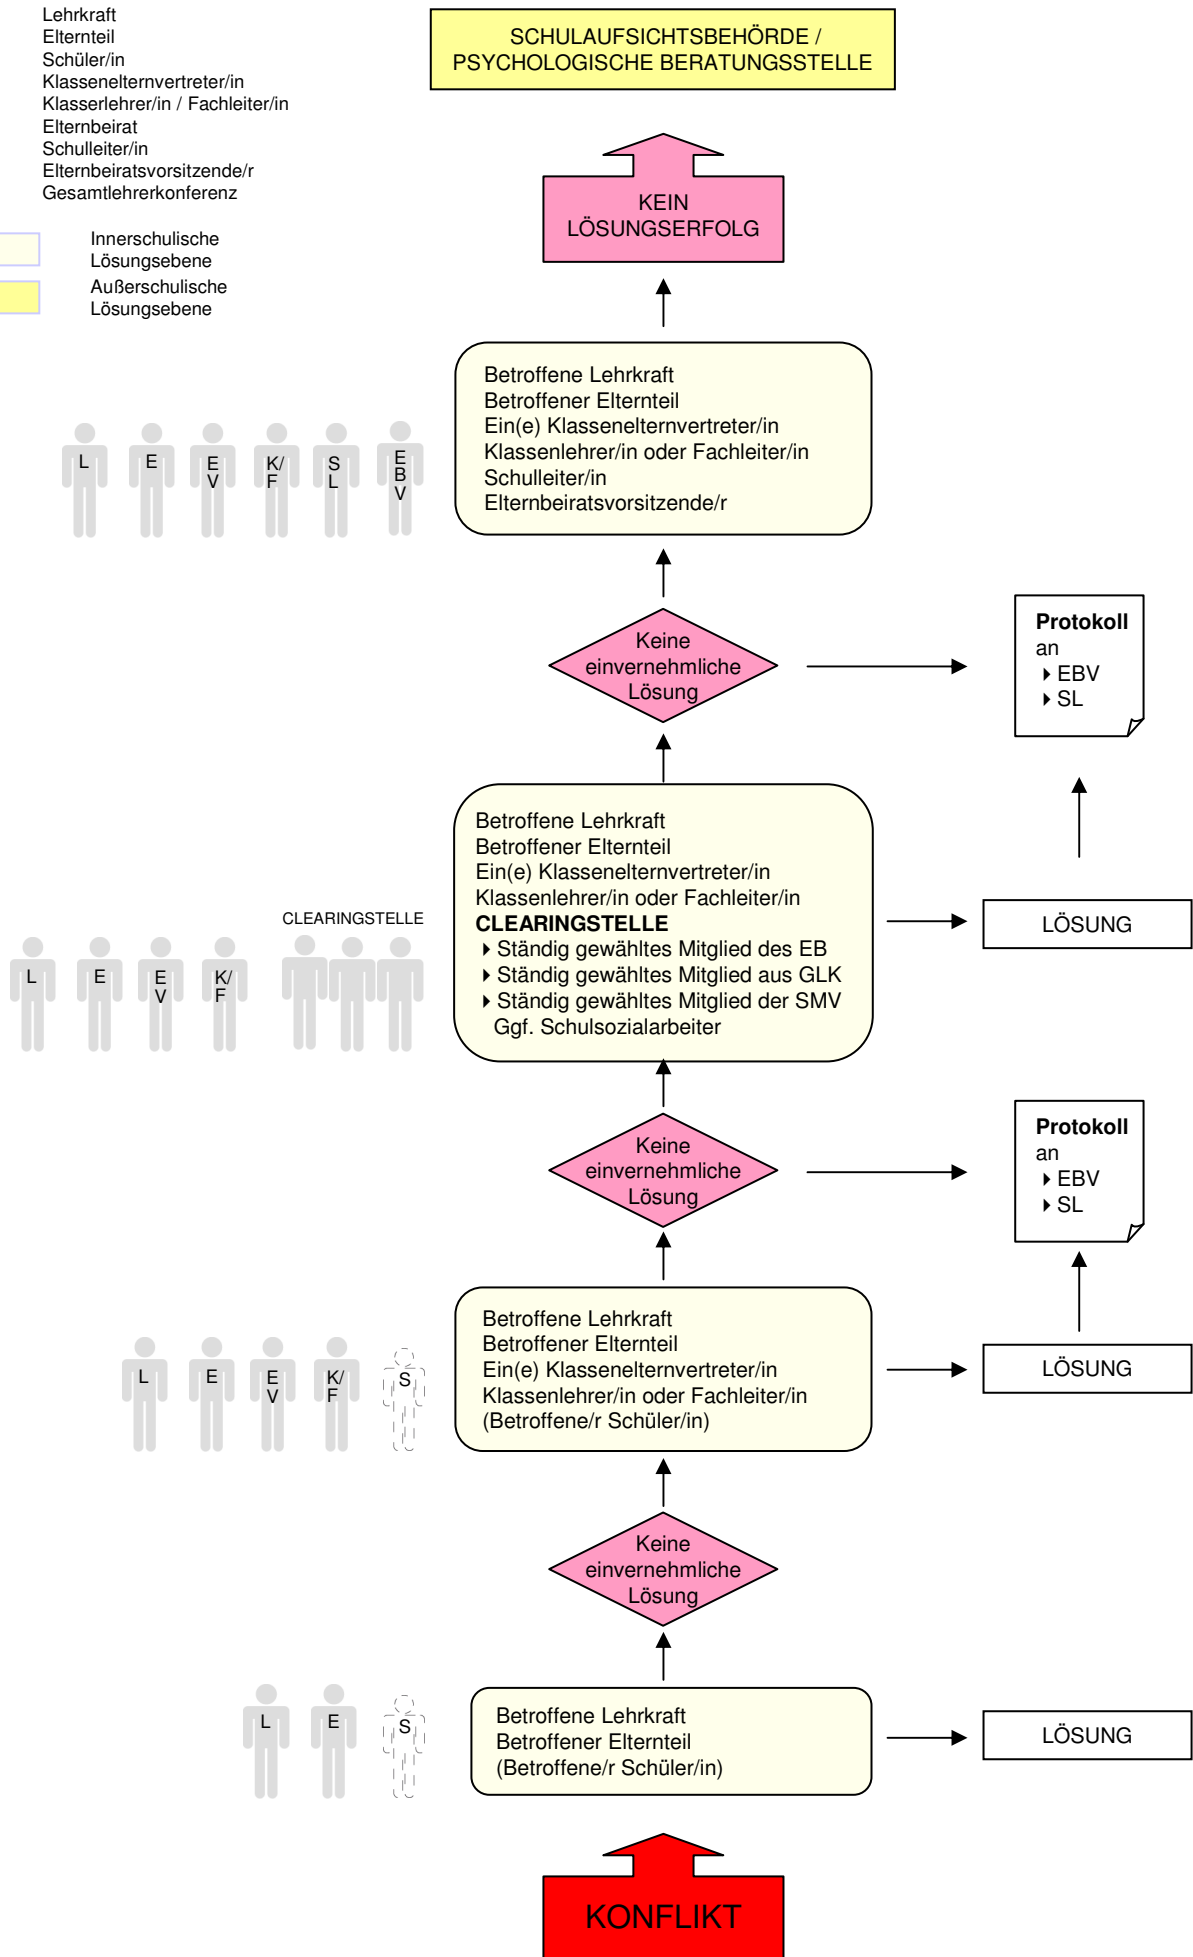 Lehrkraft
Elternteil
Schüler/in
Klassenelternvertreter/in
Klasserlehrer/in / Fachleiter/in
Elternbeirat
Schulleiter/in
Elternbeiratsvorsitzende/r
Gesamtlehrerkonferenz
Innerschulische
Lösungsebene
Außerschulische
Lösungsebene
SCHULAUFSICHTSBEHÖRDE /
PSYCHOLOGISCHE BERATUNGSSTELLE
KEIN
LÖSUNGSERFOLG
L
E
E
V
K/
F
S
L
E
B
V
Betroffene Lehrkraft
Betroffener Elternteil
Ein(e) Klassenelternvertreter/in
Klassenlehrer/in oder Fachleiter/in
Schulleiter/in
Elternbeiratsvorsitzende/r
Keine
einvernehmliche
Lösung
Protokoll
an
EBV
SL
CLEARINGSTELLE
L
E
E
V
K/
F
Betroffene Lehrkraft
Betroffener Elternteil
Ein(e) Klassenelternvertreter/in
Klassenlehrer/in oder Fachleiter/in
CLEARINGSTELLE
Ständig gewähltes Mitglied des EB
Ständig gewähltes Mitglied aus GLK
Ständig gewähltes Mitglied der SMV
Ggf. Schulsozialarbeiter
LÖSUNG
Keine
einvernehmliche
Lösung
Protokoll
an
EBV
SL
L
E
E
V
K/
F
S
Betroffene Lehrkraft
Betroffener Elternteil
Ein(e) Klassenelternvertreter/in
Klassenlehrer/in oder Fachleiter/in
(Betroffene/r Schüler/in)
LÖSUNG
Keine
einvernehmliche
Lösung
L
E
S
Betroffene Lehrkraft
Betroffener Elternteil
(Betroffene/r Schüler/in)
LÖSUNG
KONFLIKT